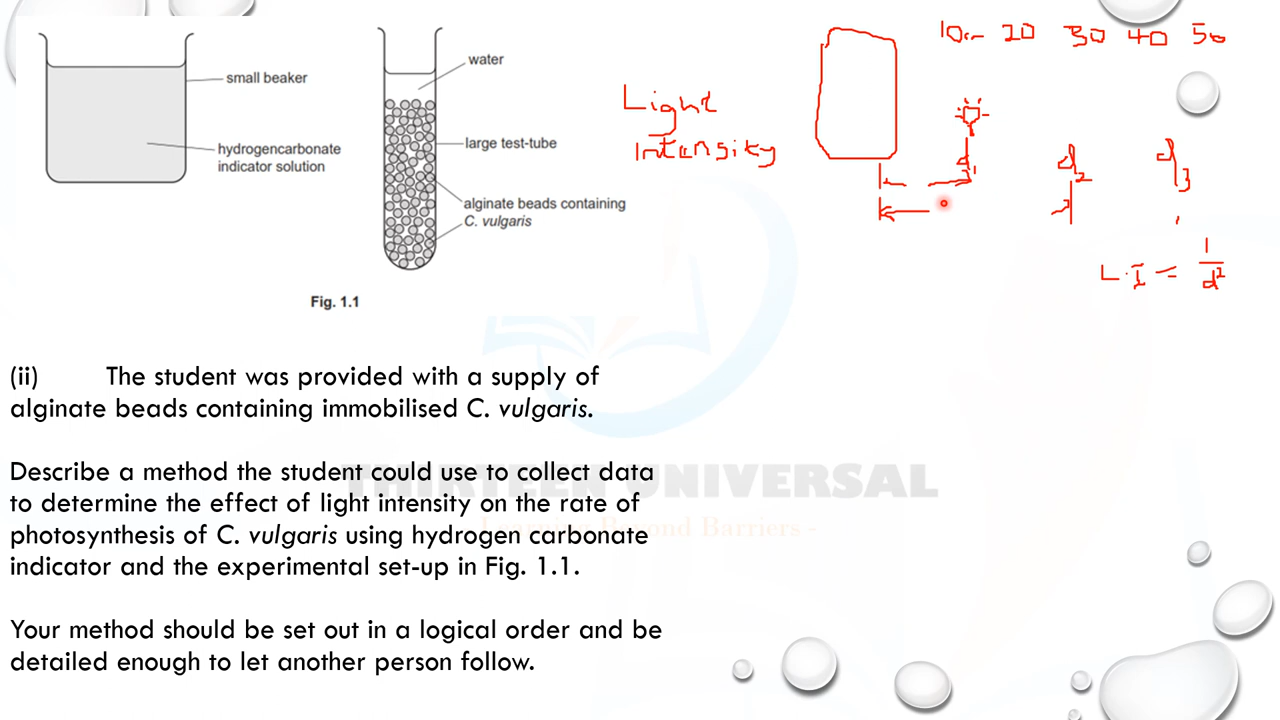 small beaker
hydrogencarbonate
indicator solution
water
large test-tube
alginate beads containing
C. vulgaris
Fig. 1.1
Light
Intensity
10cm 20 30 40 50
d1
d2
d3
L.I = 1/d²
(ii) The student was provided with a supply of
alginate beads containing immobilised C. vulgaris.
Describe a method the student could use to collect data
to determine the effect of light intensity on the rate of
photosynthesis of C. vulgaris using hydrogen carbonate
indicator and the experimental set-up in Fig. 1.1.
Your method should be set out in a logical order and be
detailed enough to let another person follow.
THIRTEEN UNIVERSAL
- Learning Beyond Barriers -